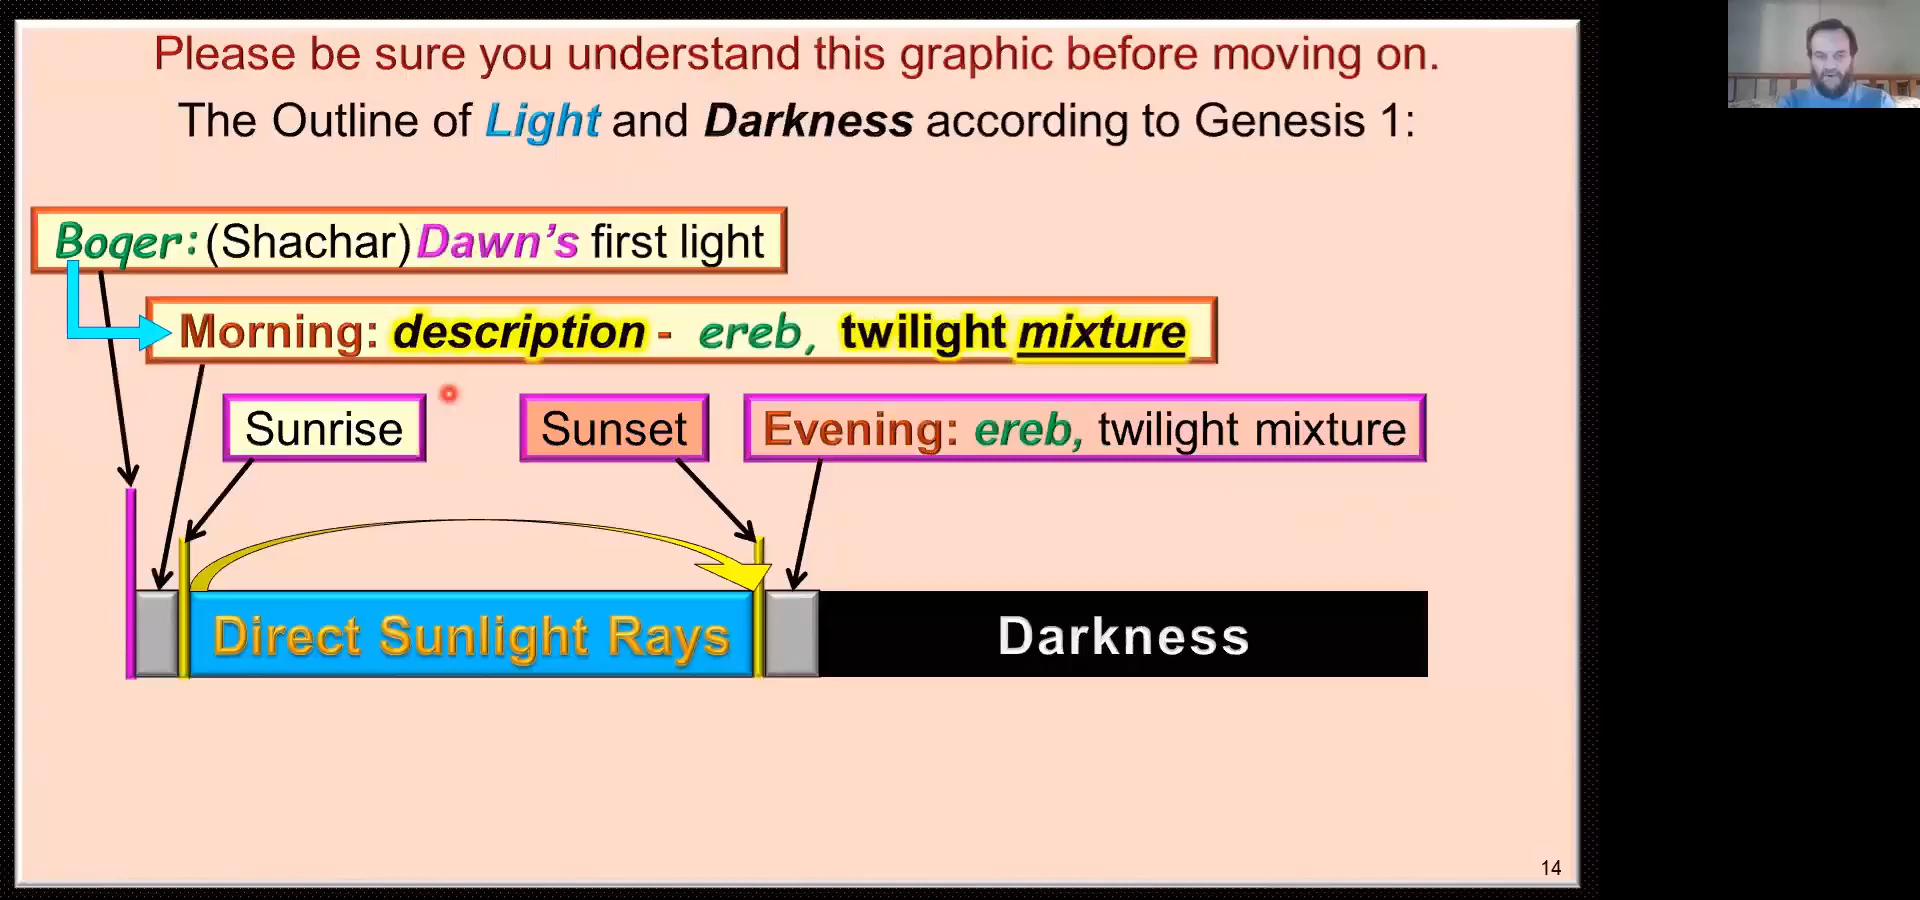 Please be sure you understand this graphic before moving on.
The Outline of Light and Darkness according to Genesis 1:
Boqer: (Shachar) Dawn's first light
Morning: description - ereb, twilight mixture
Sunrise
Sunset
Evening: ereb, twilight mixture
Direct Sunlight Rays
Darkness
14